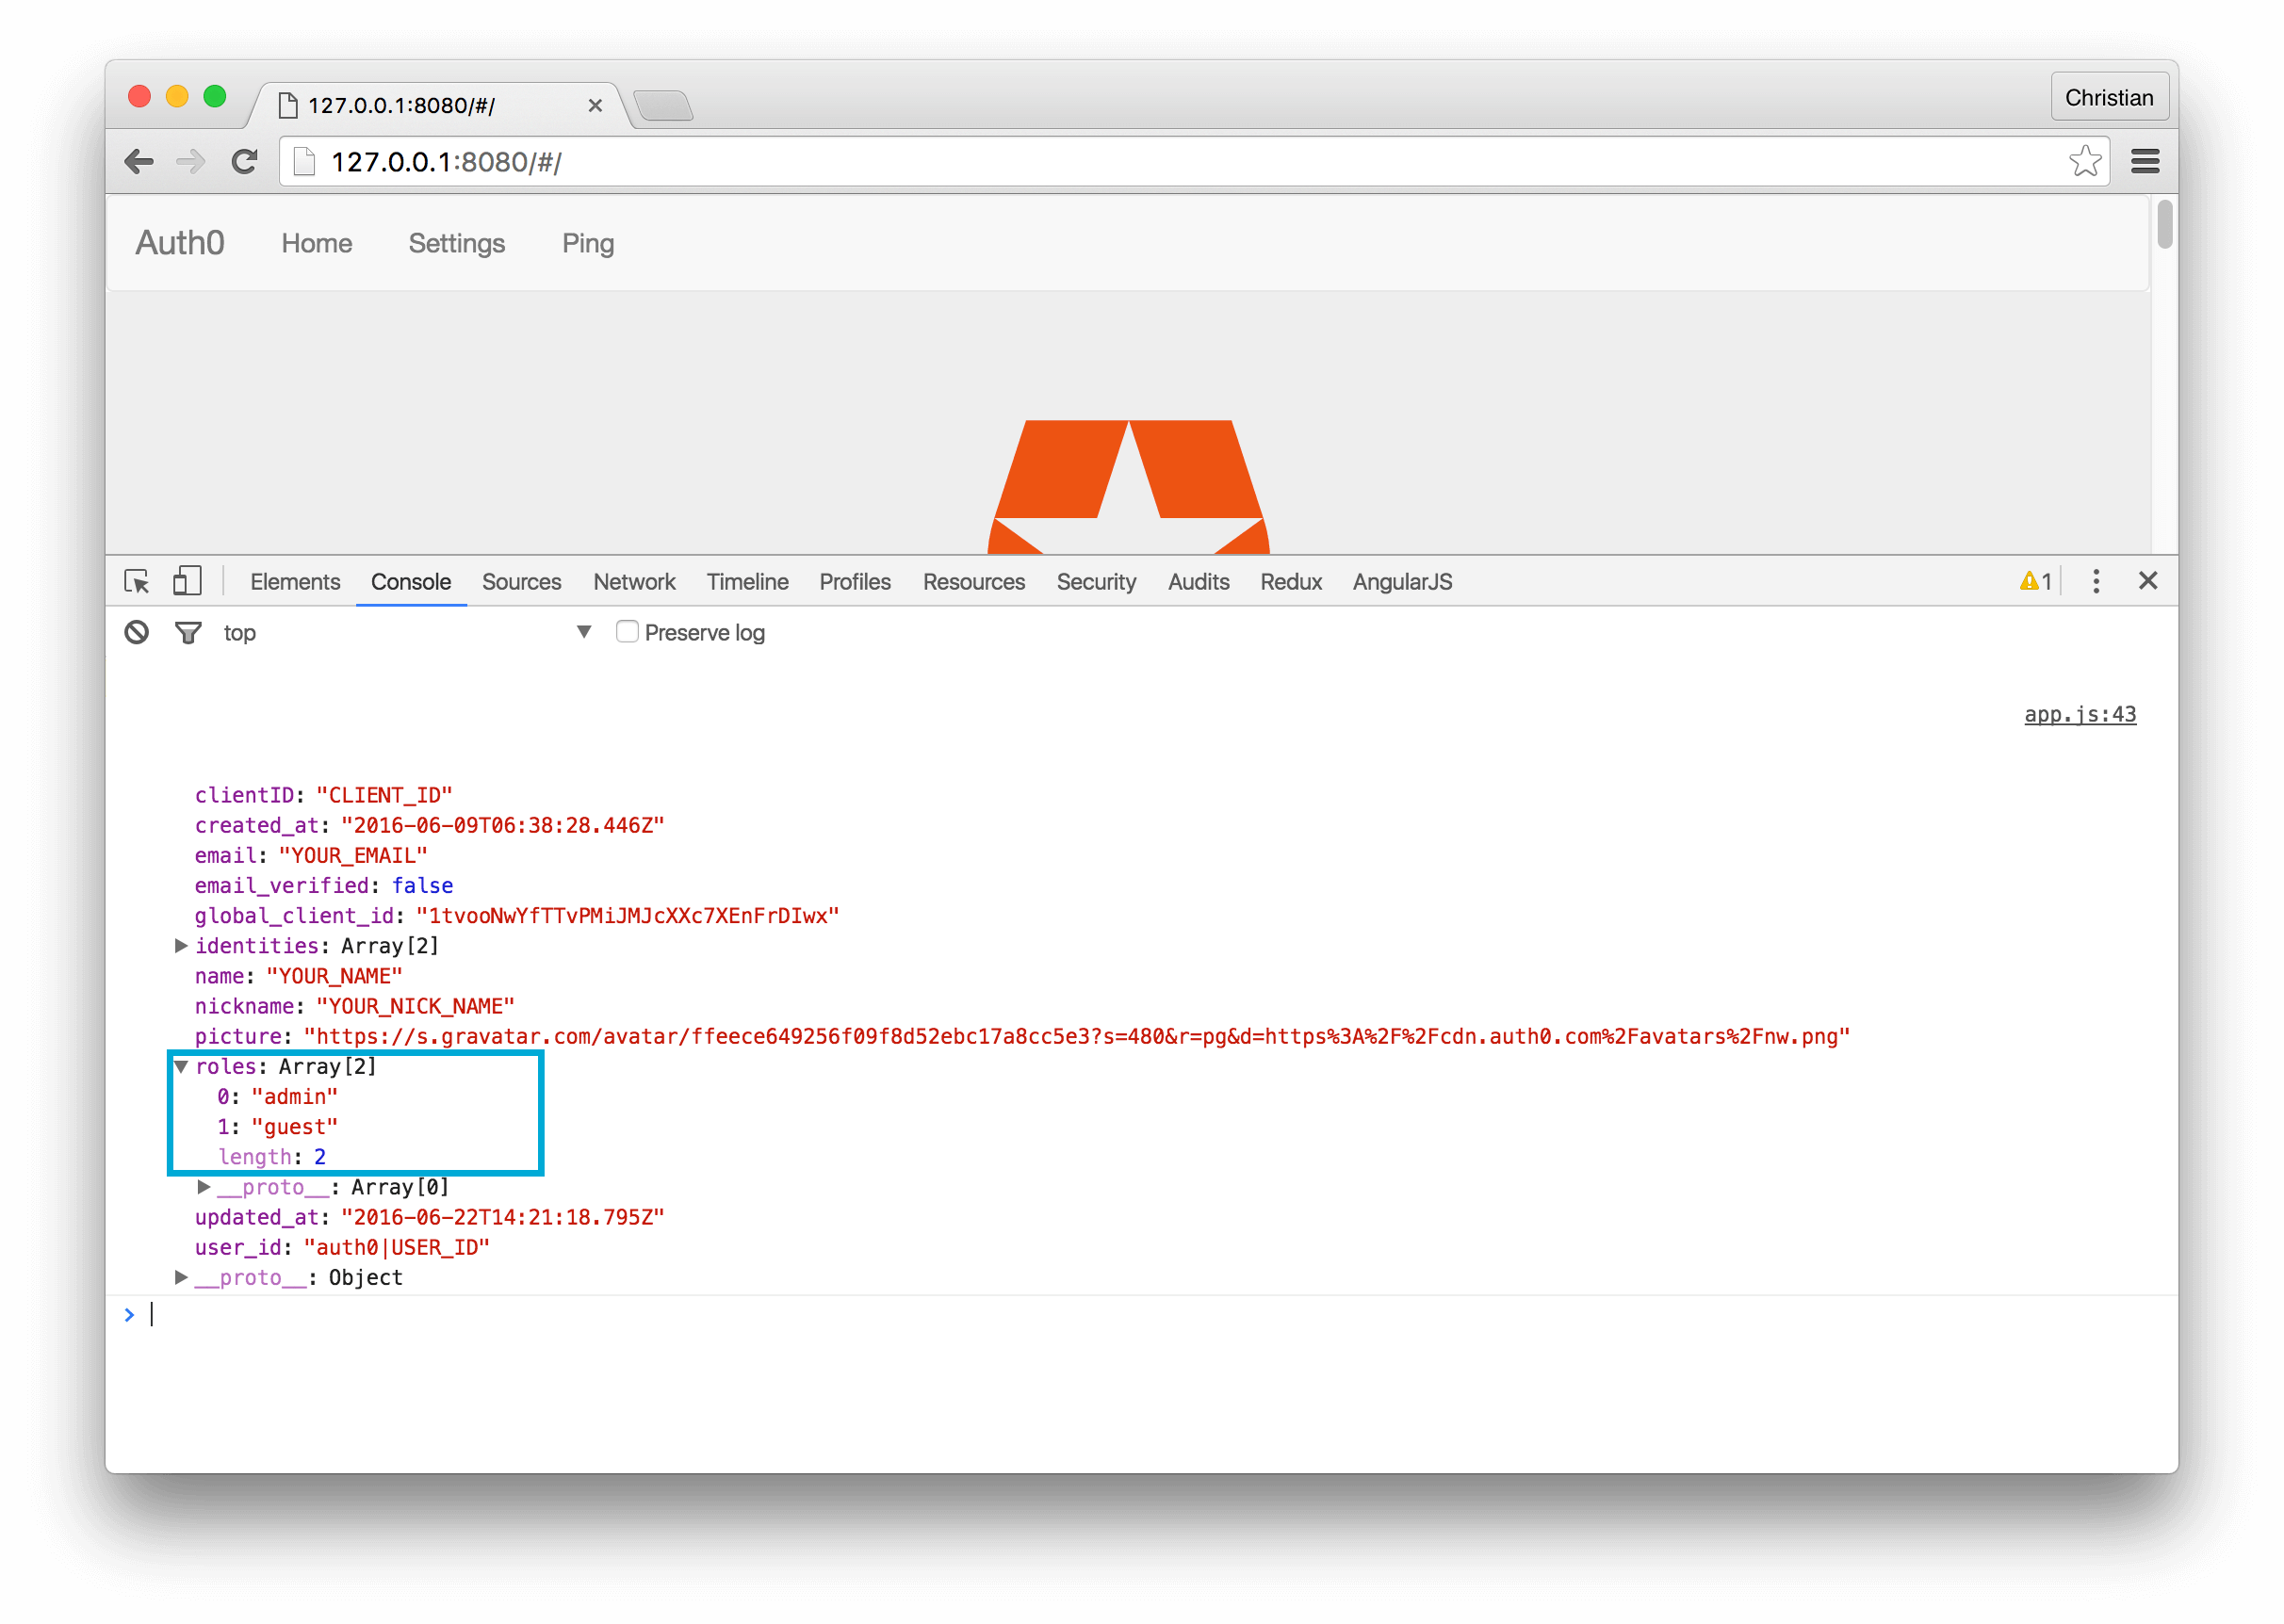 127.0.0.1:8080/#/
Christian
127.0.0.1:8080/#/
Auth0 Home Settings Ping
Elements Console Sources Network Timeline Profiles Resources Security Audits Redux AngularJS 1
top Preserve log
app.js:43
clientID: "CLIENT_ID"
created_at: "2016-06-09T06:38:28.446Z"
email: "YOUR_EMAIL"
email_verified: false
global_client_id: "1tvooNwYfTTvPMiJMJcXXc7XEnFrDIwx"
identities: Array[2]
name: "YOUR_NAME"
nickname: "YOUR_NICK_NAME"
picture: "https://s.gravatar.com/avatar/ffeece649256f09f8d52ebc17a8cc5e3?s=480&r=pg&d=https%3A%2F%2Fcdn.auth0.com%2Favatars%2Fnw.png"
roles: Array[2]
0: "admin"
1: "guest"
length: 2
__proto__: Array[0]
updated_at: "2016-06-22T14:21:18.795Z"
user_id: "auth0|USER_ID"
__proto__: Object